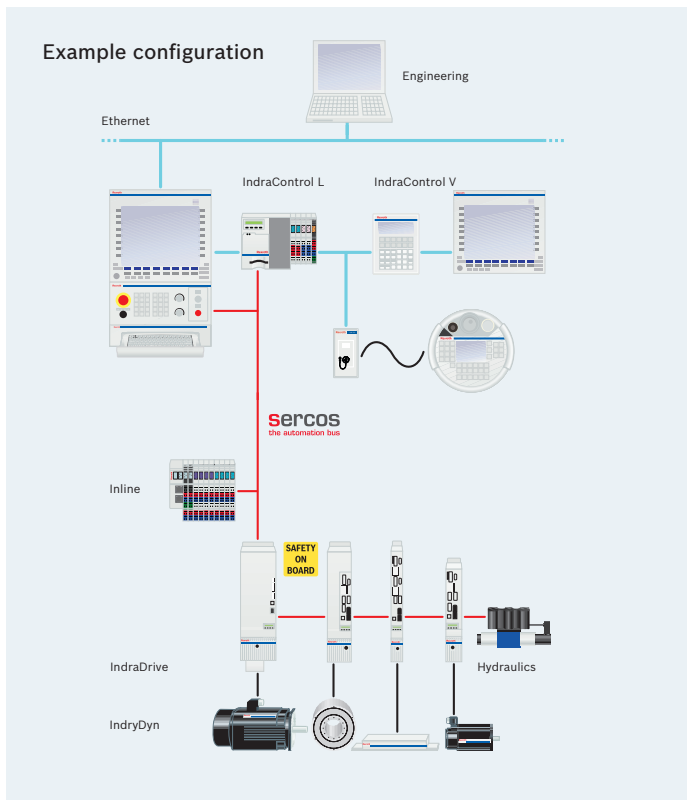 Example configuration
Engineering
Ethernet
IndraControl L
IndraControl V
sercos
the automation bus
Inline
SAFETY
ON
BOARD
IndraDrive
Hydraulics
IndryDyn